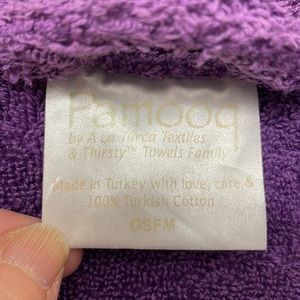 Pamooq
by A La Turca Textiles
& Thirsty™ Towels Family
Made in Turkey with love, care &
100% Turkish Cotton
OSFM